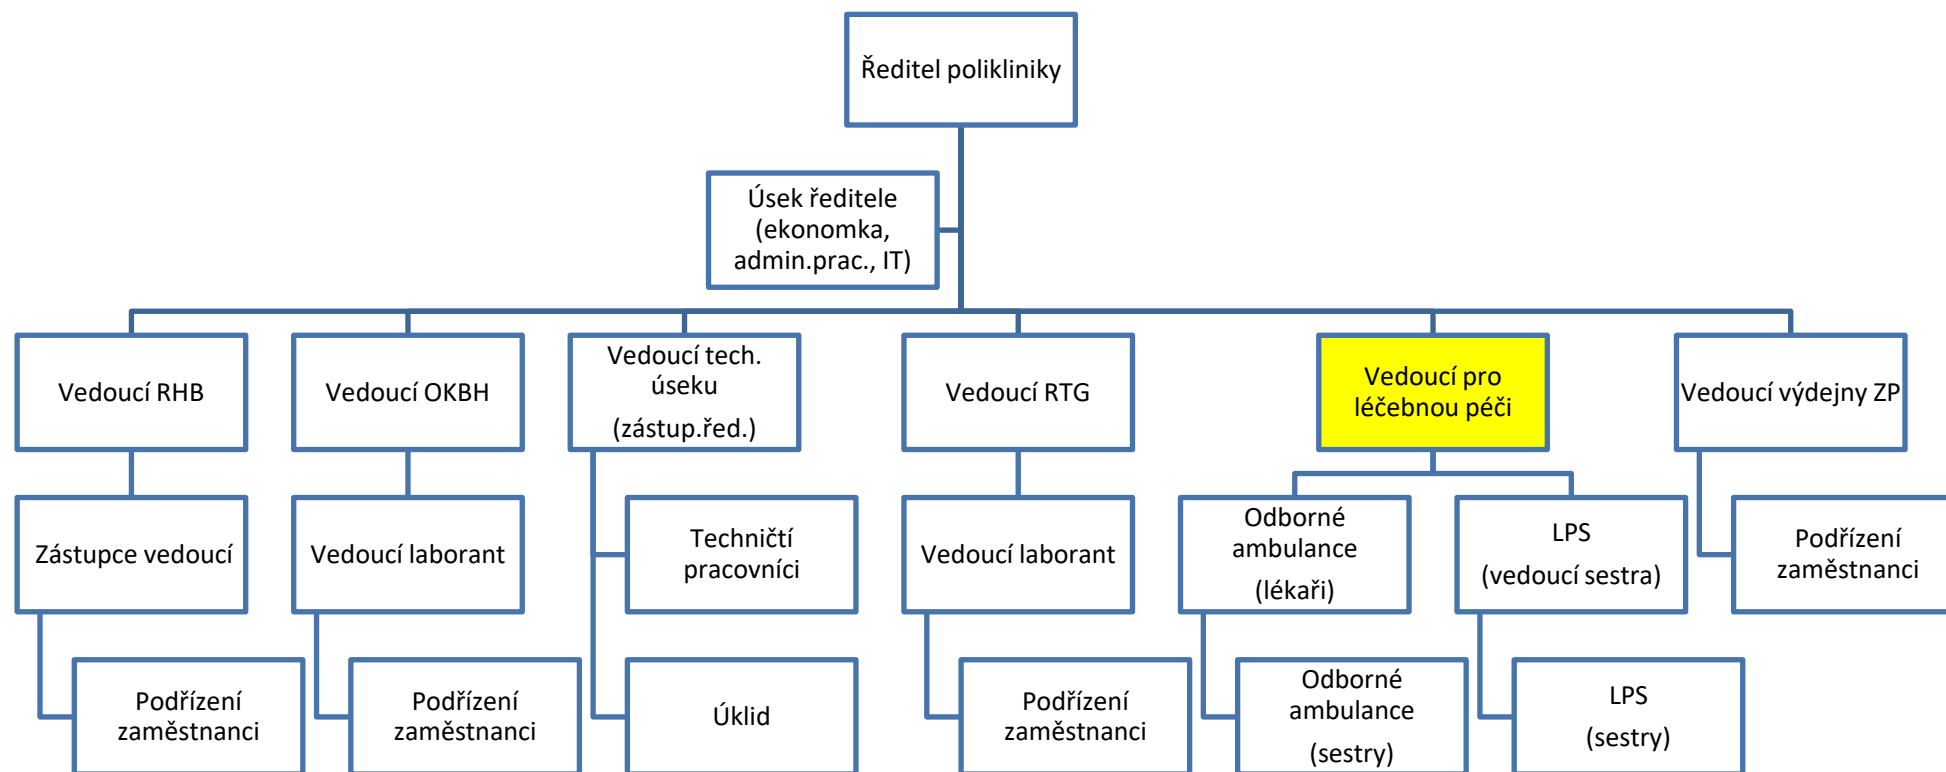 Ředitel polikliniky
Úsek ředitele
(ekonomka,
admin.prac., IT)
Vedoucí RHB
Vedoucí OKBH
Vedoucí tech.
úseku
(zástup.řed.)
Vedoucí RTG
Vedoucí pro
léčebnou péči
Vedoucí výdejny ZP
Zástupce vedoucí
Vedoucí laborant
Techničtí
pracovníci
Vedoucí laborant
Odborné
ambulance
(lékaři)
LPS
(vedoucí sestra)
Podřízení
zaměstnanci
Podřízení
zaměstnanci
Podřízení
zaměstnanci
Úklid
Podřízení
zaměstnanci
Odborné
ambulance
(sestry)
LPS
(sestry)